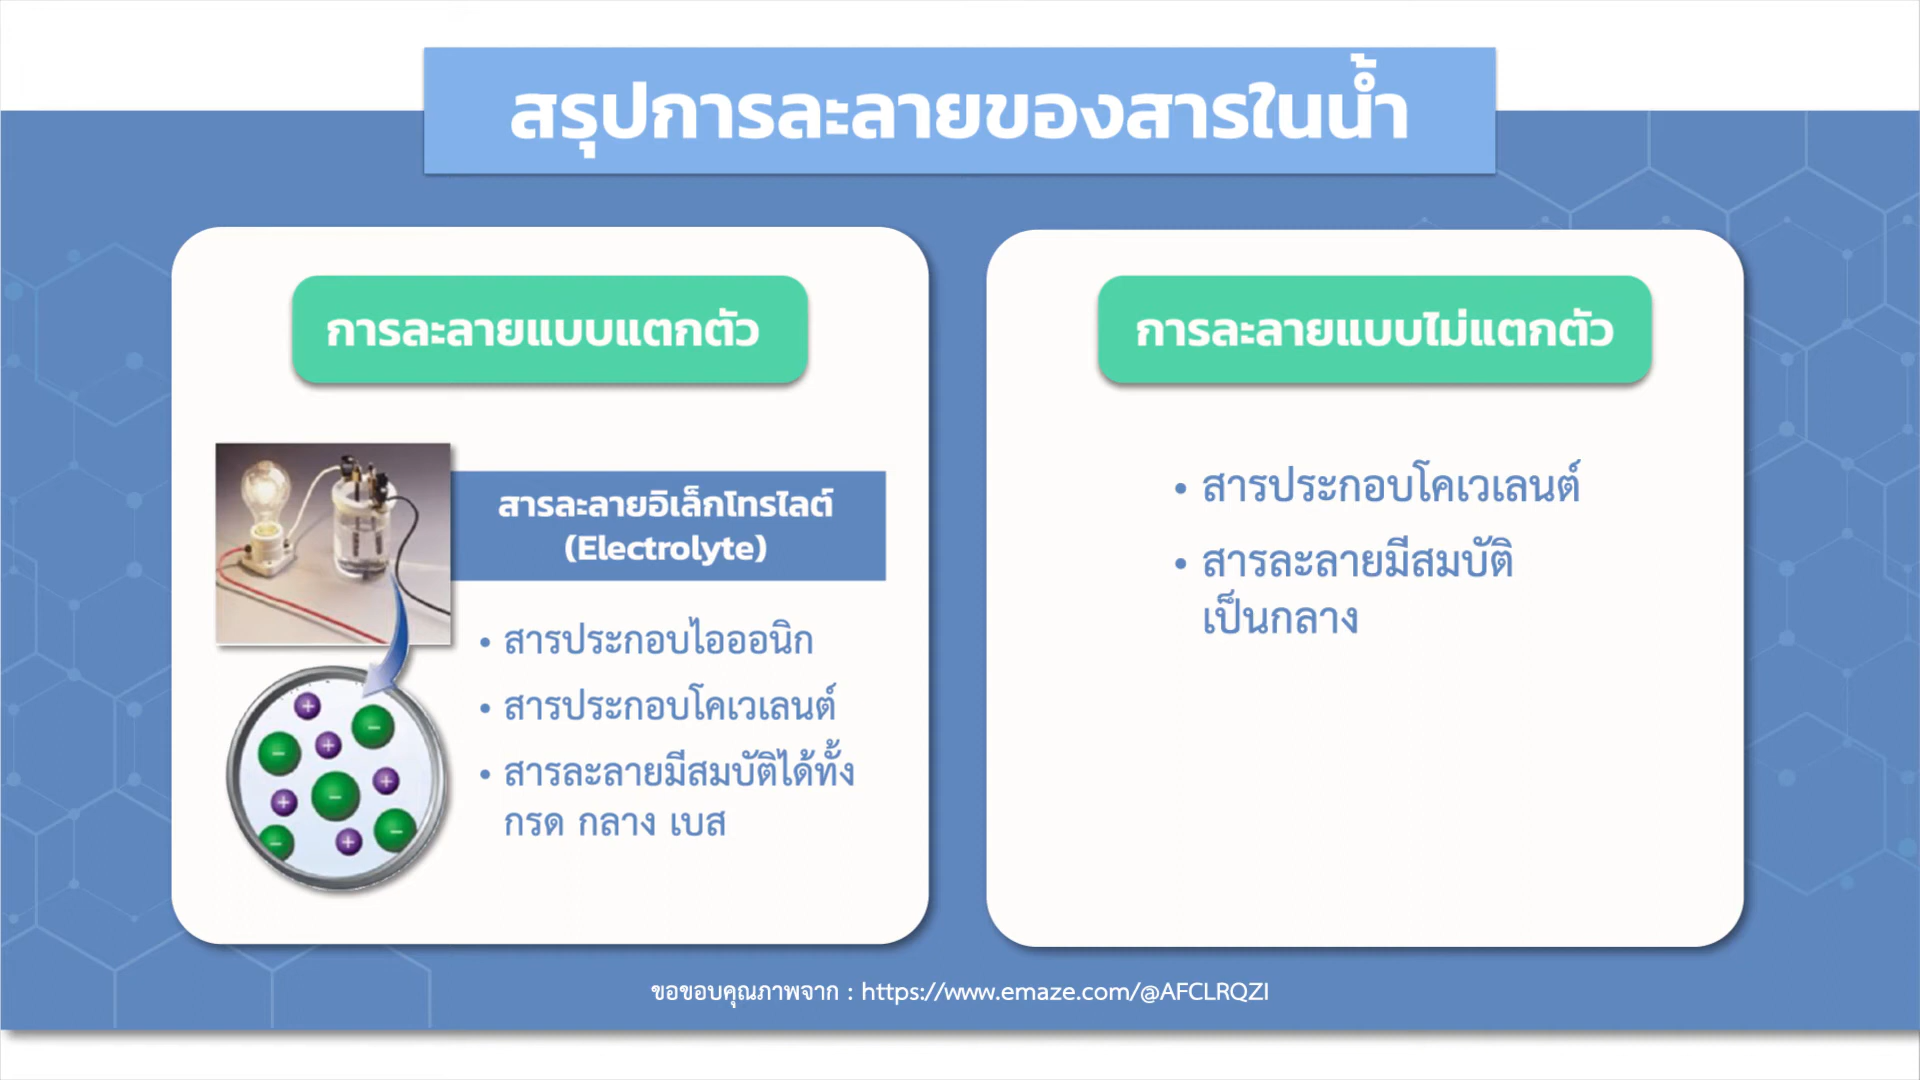 สรุปการละลายของสารในน้ำ
การละลายแบบแตกตัว
สารละลายอิเล็กโทรไลต์
(Electrolyte)
• สารประกอบไอออนิก
• สารประกอบโคเวเลนต์
• สารละลายมีสมบัติได้ทั้ง
กรด กลาง เบส
การละลายแบบไม่แตกตัว
• สารประกอบโคเวเลนต์
• สารละลายมีสมบัติ
เป็นกลาง
ขอขอบคุณภาพจาก : https://www.emaze.com/@AFCLRQZI